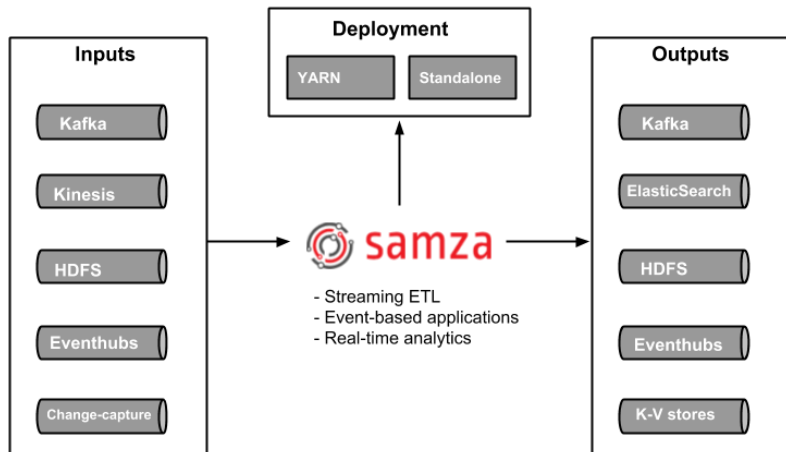 Inputs
Kafka
Kinesis
HDFS
Eventhubs
Change-capture
Deployment
YARN
Standalone
samza
- Streaming ETL
- Event-based applications
- Real-time analytics
Outputs
Kafka
ElasticSearch
HDFS
Eventhubs
K-V stores